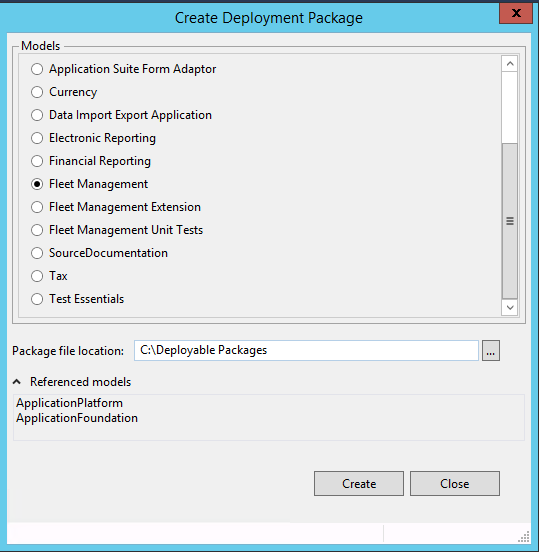 Create Deployment Package
x
Models
Application Suite Form Adaptor
Currency
Data Import Export Application
Electronic Reporting
Financial Reporting
Fleet Management
Fleet Management Extension
Fleet Management Unit Tests
SourceDocumentation
Tax
Test Essentials
Package file location: C:\Deployable Packages ...
Referenced models
ApplicationPlatform
ApplicationFoundation
Create Close